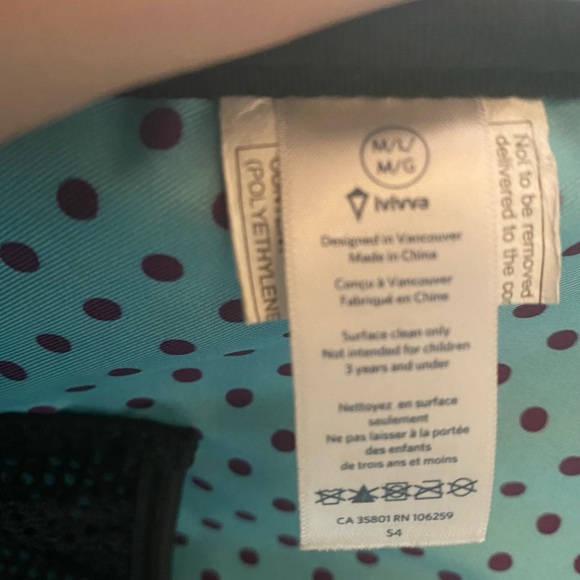 M/L/
M/G
ivivva
Designed in Vancouver
Made in China
Conçu à Vancouver
Fabriqué en Chine
Surface clean only
Not intended for children
3 years and under
Nettoyez en surface
seulement
Ne pas laisser à la portée
des enfants
de trois ans et moins
CA 35801 RN 106259
S4
(POLYETHYLENE
Not to be removed
delivered to the co